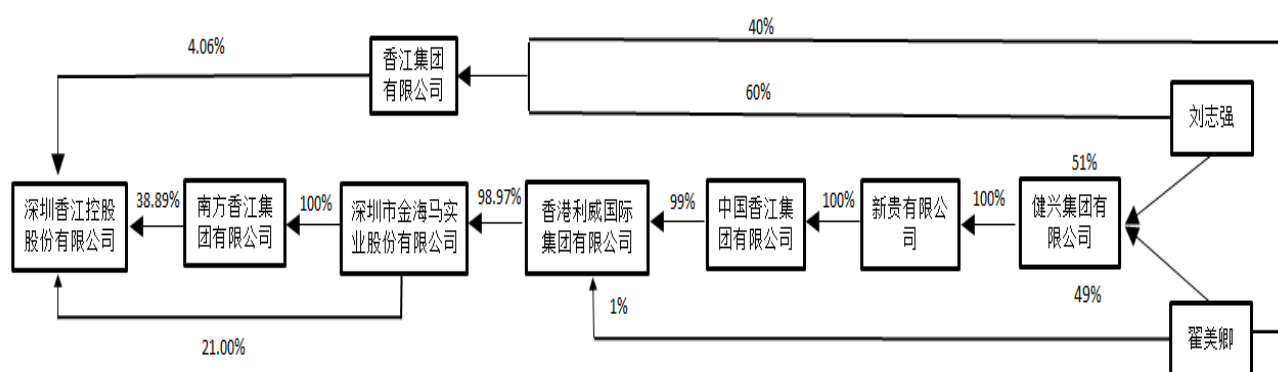 40%
4.06%
香江集团
有限公司
60%
刘志强
51%
38.89%
100%
98.97%
99%
100%
100%
深圳香江控股
股份有限公司
南方香江集
团有限公司
深圳市金海马实
业股份有限公司
香港利威国际
集团有限公司
中国香江集
团有限公司
新贵有限公
司
健兴集团有
限公司
1%
49%
21.00%
翟美卿